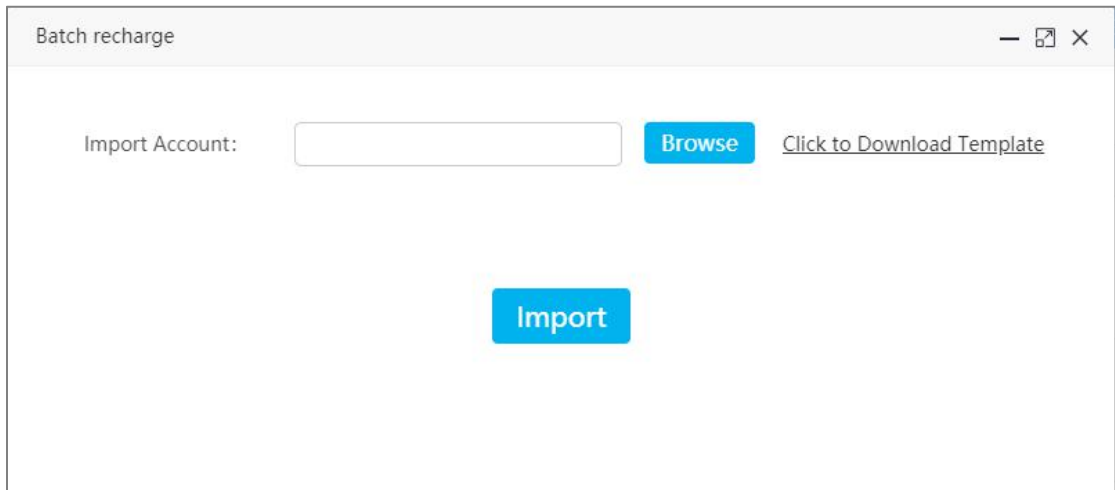 Batch recharge
Import Account: Browse Click to Download Template
Import